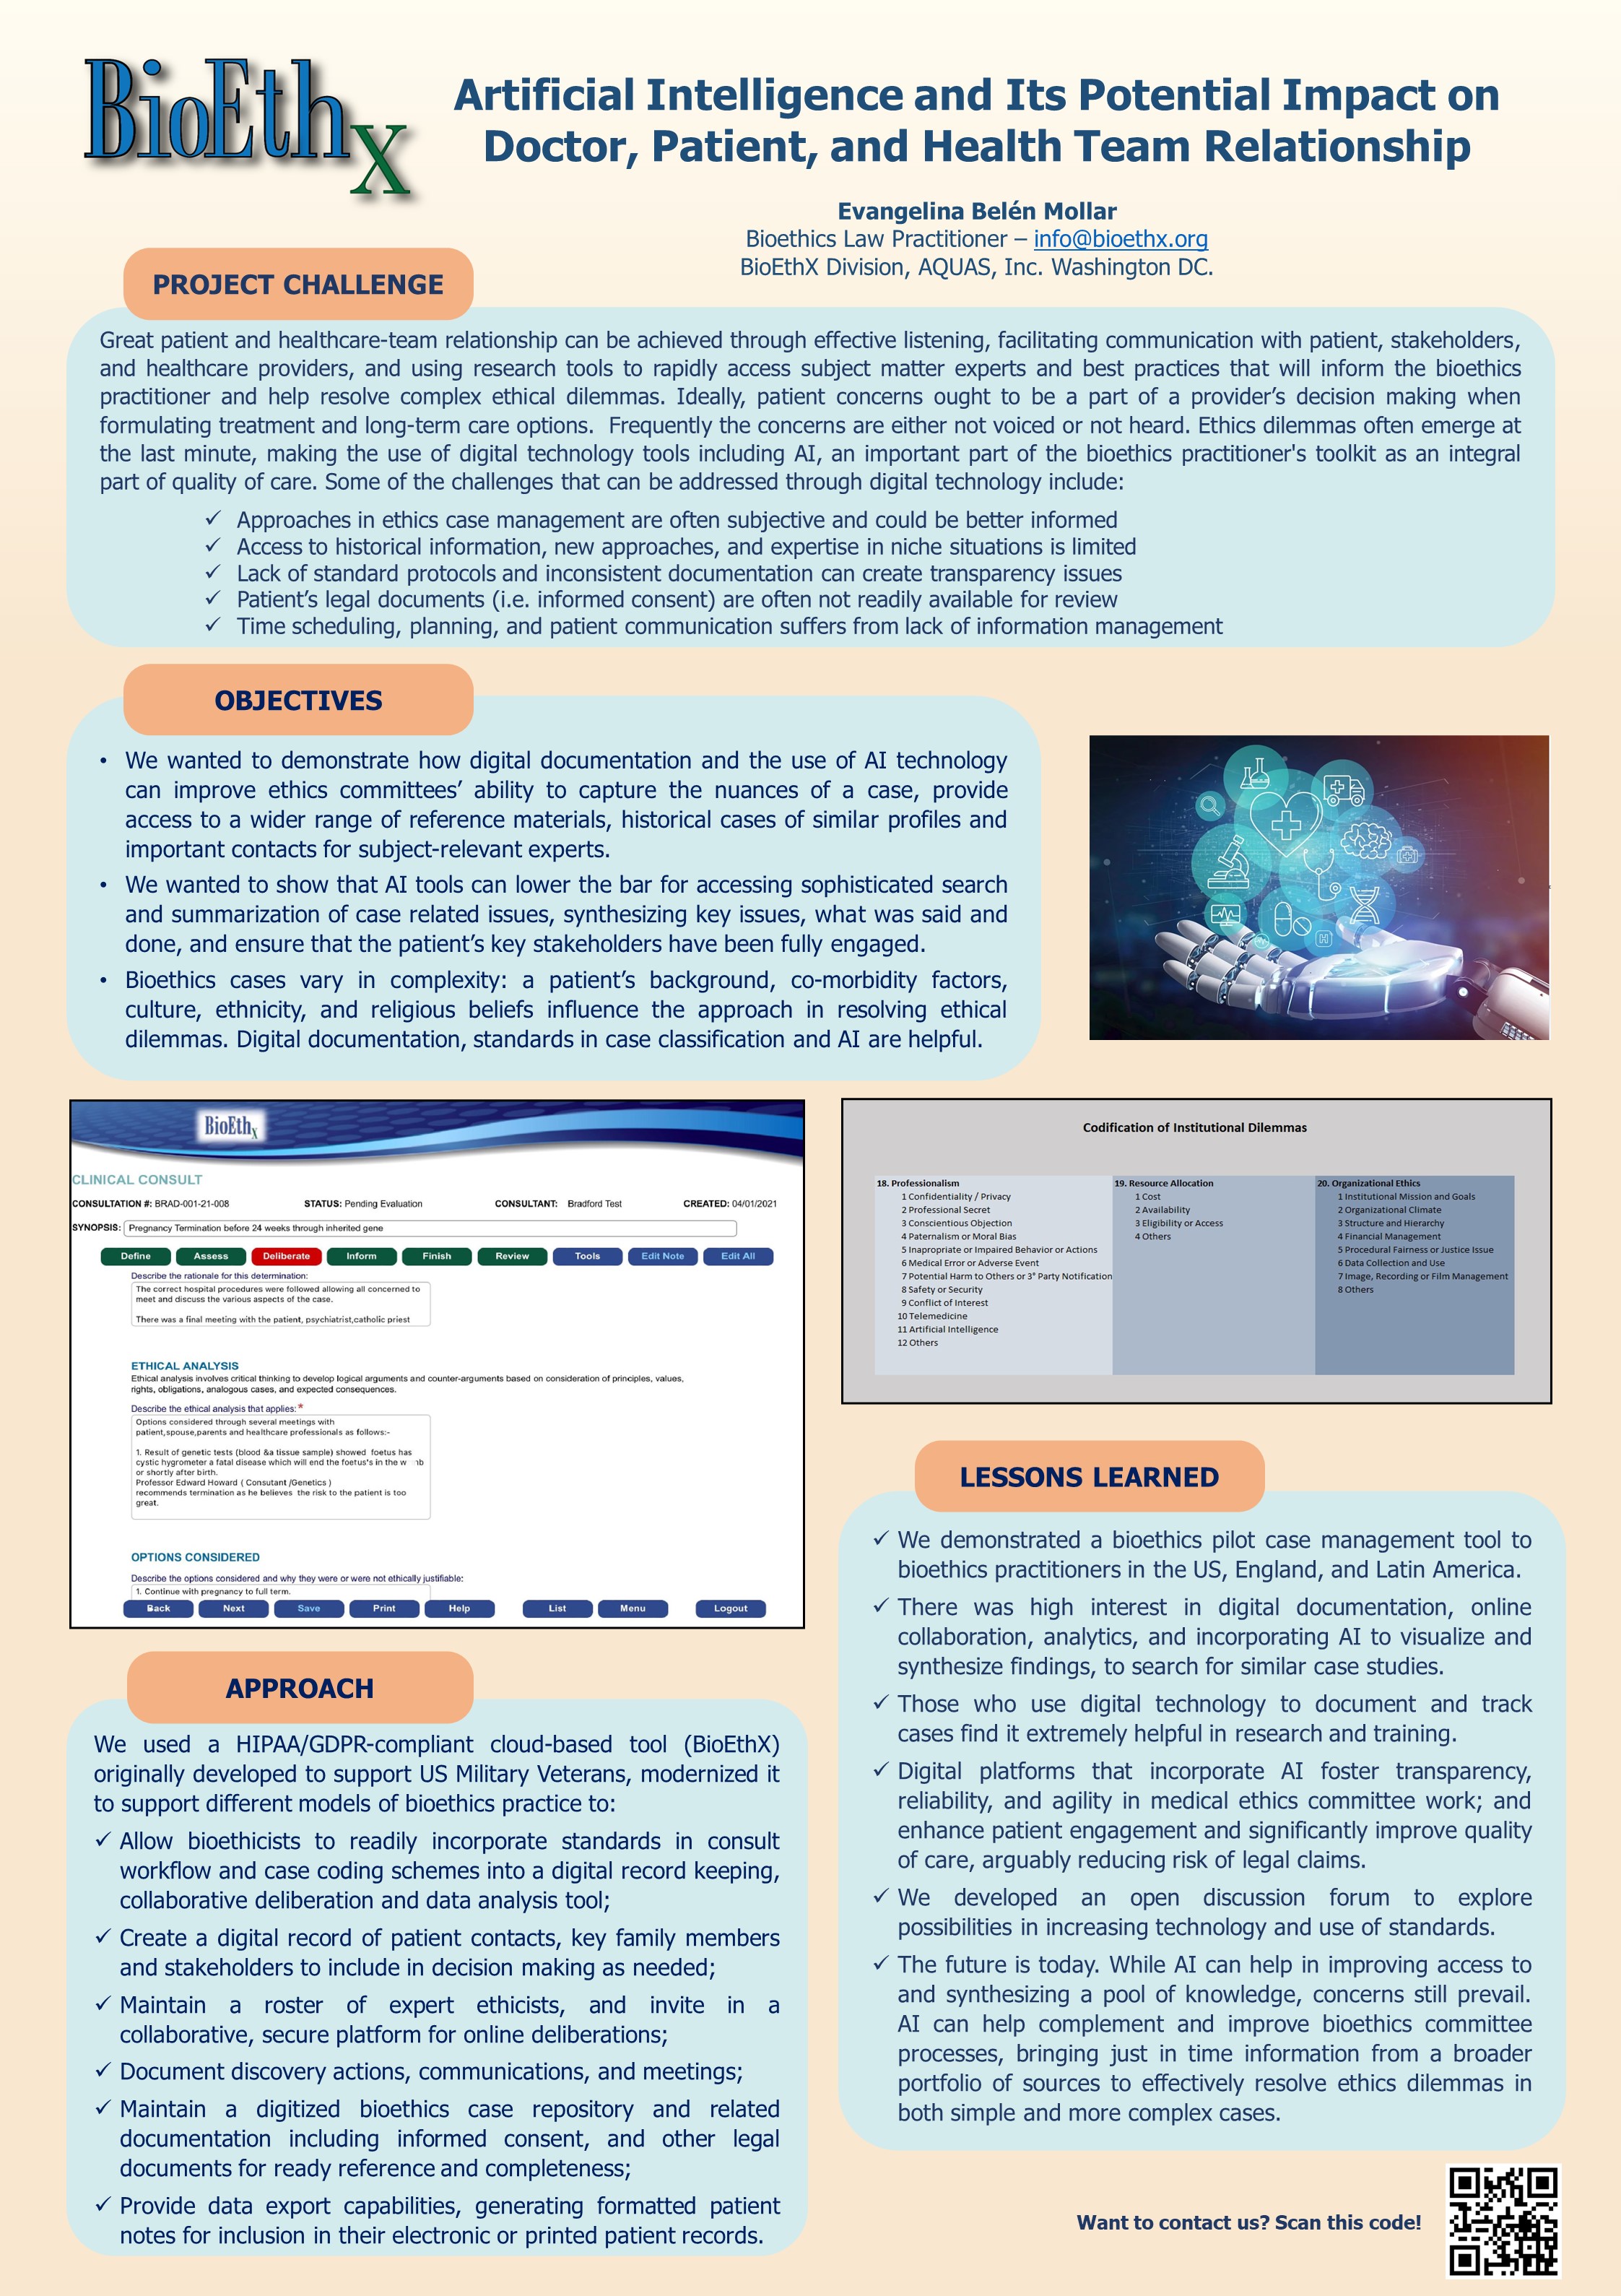 BioEthX
Artificial Intelligence and Its Potential Impact on
Doctor, Patient, and Health Team Relationship
Evangelina Belén Mollar
Bioethics Law Practitioner – info@bioethx.org
BioEthX Division, AQUAS, Inc. Washington DC.
PROJECT CHALLENGE
Great patient and healthcare-team relationship can be achieved through effective listening, facilitating communication with patient, stakeholders,
and healthcare providers, and using research tools to rapidly access subject matter experts and best practices that will inform the bioethics
practitioner and help resolve complex ethical dilemmas. Ideally, patient concerns ought to be a part of a provider's decision making when
formulating treatment and long-term care options. Frequently the concerns are either not voiced or not heard. Ethics dilemmas often emerge at
the last minute, making the use of digital technology tools including AI, an important part of the bioethics practitioner's toolkit as an integral
part of quality of care. Some of the challenges that can be addressed through digital technology include:
✓ Approaches in ethics case management are often subjective and could be better informed
✓ Access to historical information, new approaches, and expertise in niche situations is limited
✓ Lack of standard protocols and inconsistent documentation can create transparency issues
✓ Patient's legal documents (i.e. informed consent) are often not readily available for review
✓ Time scheduling, planning, and patient communication suffers from lack of information management
OBJECTIVES
• We wanted to demonstrate how digital documentation and the use of AI technology
can improve ethics committees' ability to capture the nuances of a case, provide
access to a wider range of reference materials, historical cases of similar profiles and
important contacts for subject-relevant experts.
• We wanted to show that AI tools can lower the bar for accessing sophisticated search
and summarization of case related issues, synthesizing key issues, what was said and
done, and ensure that the patient's key stakeholders have been fully engaged.
• Bioethics cases vary in complexity: a patient's background, co-morbidity factors,
culture, ethnicity, and religious beliefs influence the approach in resolving ethical
dilemmas. Digital documentation, standards in case classification and AI are helpful.
H
BioEthX
CLINICAL CONSULT
CONSULTATION #: BRAD-001-21-008 STATUS: Pending Evaluation CONSULTANT: Bradford Test CREATED: 04/01/2021
SYNOPSIS: Pregnancy Termination before 24 weeks through inherited gene
Define Assess Deliberate Inform Finish Review Tools Edit Note Edit All
Describe the rationale for this determination:
The correct hospital procedures were followed allowing all concerned to
meet and discuss the various aspects of the case.
There was a final meeting with the patient, psychiatrist,catholic priest
ETHICAL ANALYSIS
Ethical analysis involves critical thinking to develop logical arguments and counter-arguments based on consideration of principles, values,
rights, obligations, analogous cases, and expected consequences.
Describe the ethical analysis that applies: *
Options considered through several meetings with
patient,spouse,parents and healthcare professionals as follows:-
1. Result of genetic tests (blood &a tissue sample) showed foetus has
cystic hygrometer a fatal disease which will end the foetus's in the w nb
or shortly after birth.
Professor Edward Howard ( Consutant /Genetics )
recommends termination as he believes the risk to the patient is too
great.
OPTIONS CONSIDERED
Describe the options considered and why they were or were not ethically justifiable:
1. Continue with pregnancy to full term.
Back Next Save Print Help List Menu Logout
Codification of Institutional Dilemmas
18. Professionalism
1 Confidentiality / Privacy
2 Professional Secret
3 Conscientious Objection
4 Paternalism or Moral Bias
5 Inapropriate or Impaired Behavior or Actions
6 Medical Error or Adverse Event
7 Potential Harm to Others or 3° Party Notification
8 Safety or Security
9 Conflict of Interest
10 Telemedicine
11 Artificial Intelligence
12 Others
19. Resource Allocation
1 Cost
2 Availability
3 Eligibility or Access
4 Others
20. Organizational Ethics
1 Institutional Mission and Goals
2 Organizational Climate
3 Structure and Hierarchy
4 Financial Management
5 Procedural Fairness or Justice Issue
6 Data Collection and Use
7 Image, Recording or Film Management
8 Others
APPROACH
We used a HIPAA/GDPR-compliant cloud-based tool (BioEthX)
originally developed to support US Military Veterans, modernized it
to support different models of bioethics practice to:
✓ Allow bioethicists to readily incorporate standards in consult
workflow and case coding schemes into a digital record keeping,
collaborative deliberation and data analysis tool;
✓ Create a digital record of patient contacts, key family members
and stakeholders to include in decision making as needed;
✓ Maintain a roster of expert ethicists, and invite in a
collaborative, secure platform for online deliberations;
✓ Document discovery actions, communications, and meetings;
✓ Maintain a digitized bioethics case repository and related
documentation including informed consent, and other legal
documents for ready reference and completeness;
✓ Provide data export capabilities, generating formatted patient
notes for inclusion in their electronic or printed patient records.
LESSONS LEARNED
✓ We demonstrated a bioethics pilot case management tool to
bioethics practitioners in the US, England, and Latin America.
✓ There was high interest in digital documentation, online
collaboration, analytics, and incorporating AI to visualize and
synthesize findings, to search for similar case studies.
✓ Those who use digital technology to document and track
cases find it extremely helpful in research and training.
✓ Digital platforms that incorporate AI foster transparency,
reliability, and agility in medical ethics committee work; and
enhance patient engagement and significantly improve quality
of care, arguably reducing risk of legal claims.
✓ We developed an open discussion forum to explore
possibilities in increasing technology and use of standards.
✓ The future is today. While AI can help in improving access to
and synthesizing a pool of knowledge, concerns still prevail.
AI can help complement and improve bioethics committee
processes, bringing just in time information from a broader
portfolio of sources to effectively resolve ethics dilemmas in
both simple and more complex cases.
Want to contact us? Scan this code!